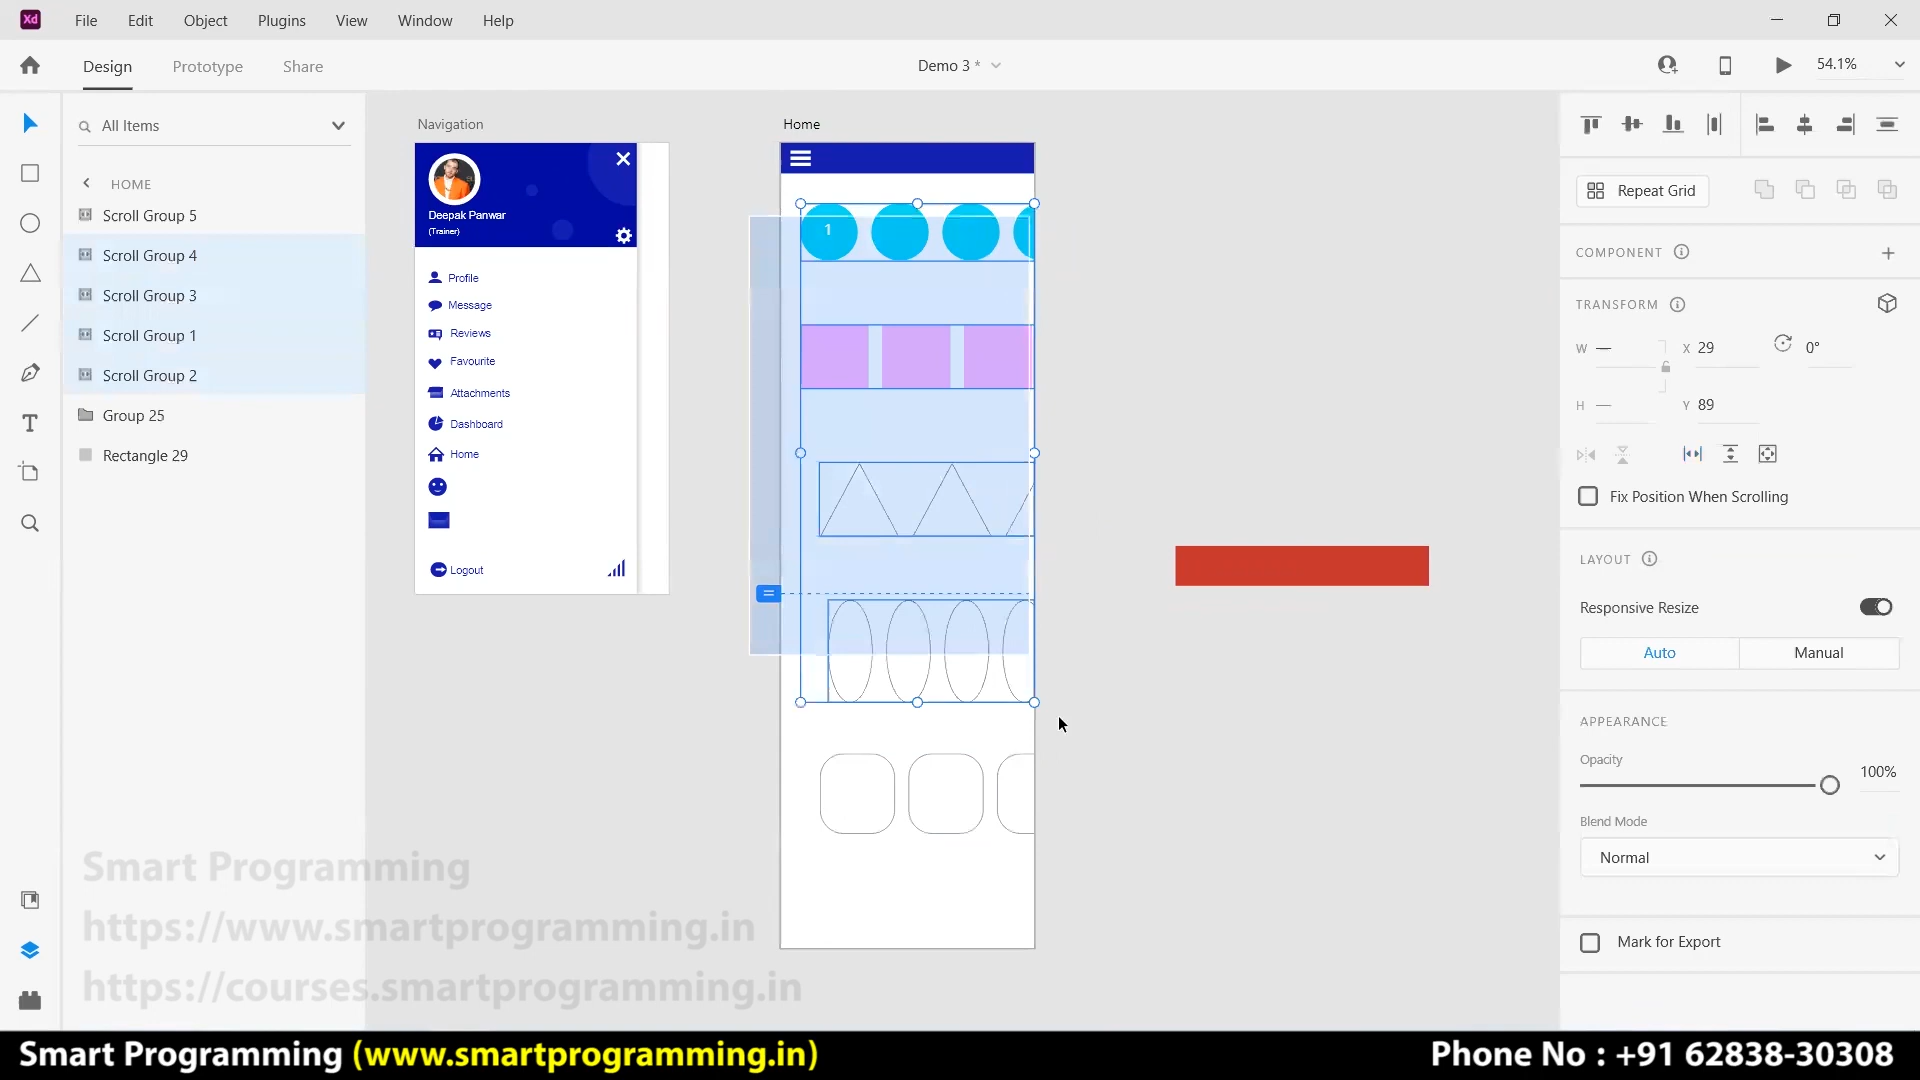 Xd
File Edit Object Plugins View Window Help
Design Prototype Share
Demo 3 *
54.1%
All Items
HOME
Scroll Group 5
Scroll Group 4
Scroll Group 3
Scroll Group 1
Scroll Group 2
Group 25
Rectangle 29
Navigation
Deepak Panwar
(Trainer)
Profile
Message
Reviews
Favourite
Attachments
Dashboard
Home
Logout
Home
1
Repeat Grid
COMPONENT
TRANSFORM
W — X 29 0°
H — Y 89
Fix Position When Scrolling
LAYOUT
Responsive Resize
Auto Manual
APPEARANCE
Opacity
100%
Blend Mode
Normal
Mark for Export
Smart Programming
https://www.smartprogramming.in
https://courses.smartprogramming.in
Smart Programming (www.smartprogramming.in) Phone No : +91 62838-30308